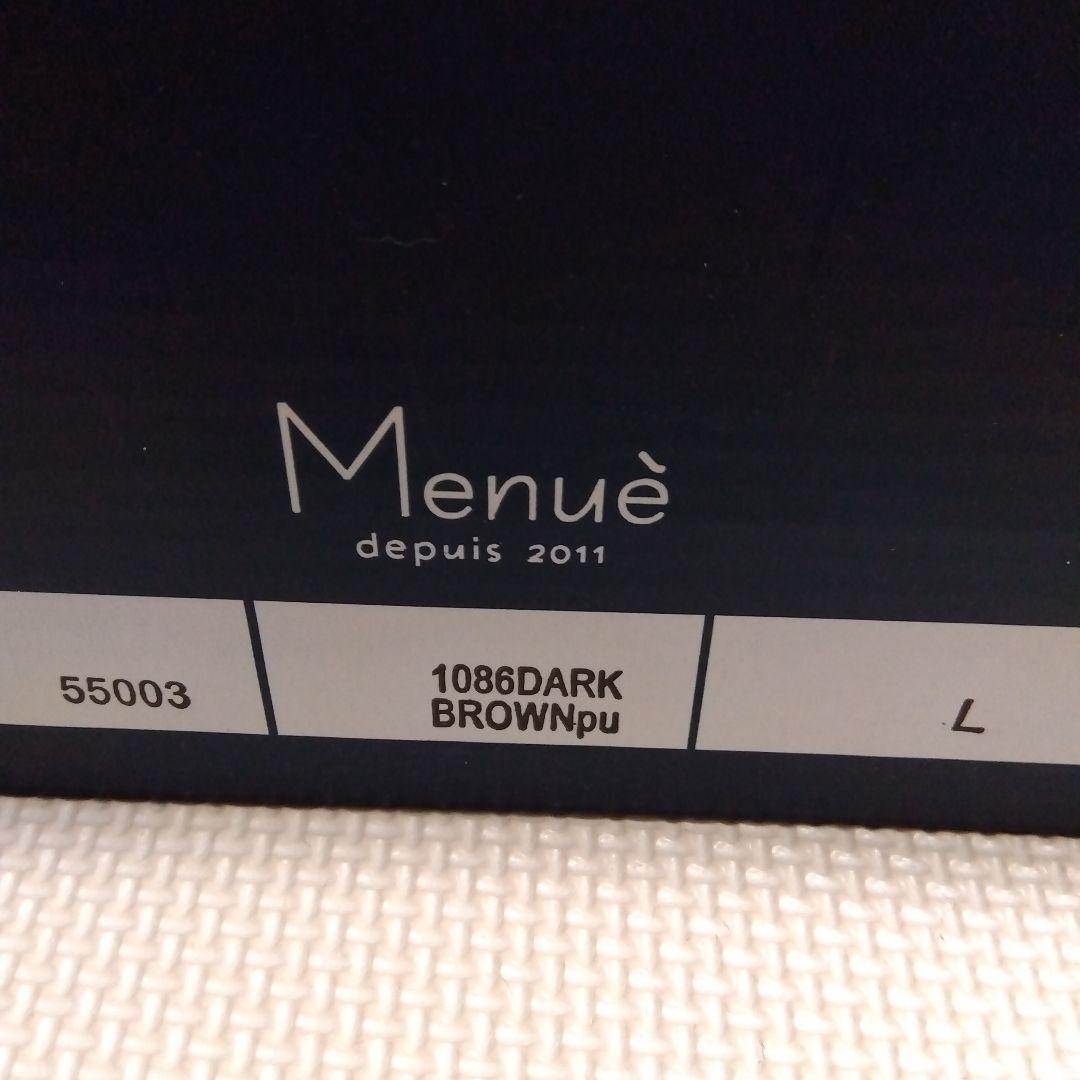 Menuè
depuis 2011
55003
1086DARK
BROWNpu
L